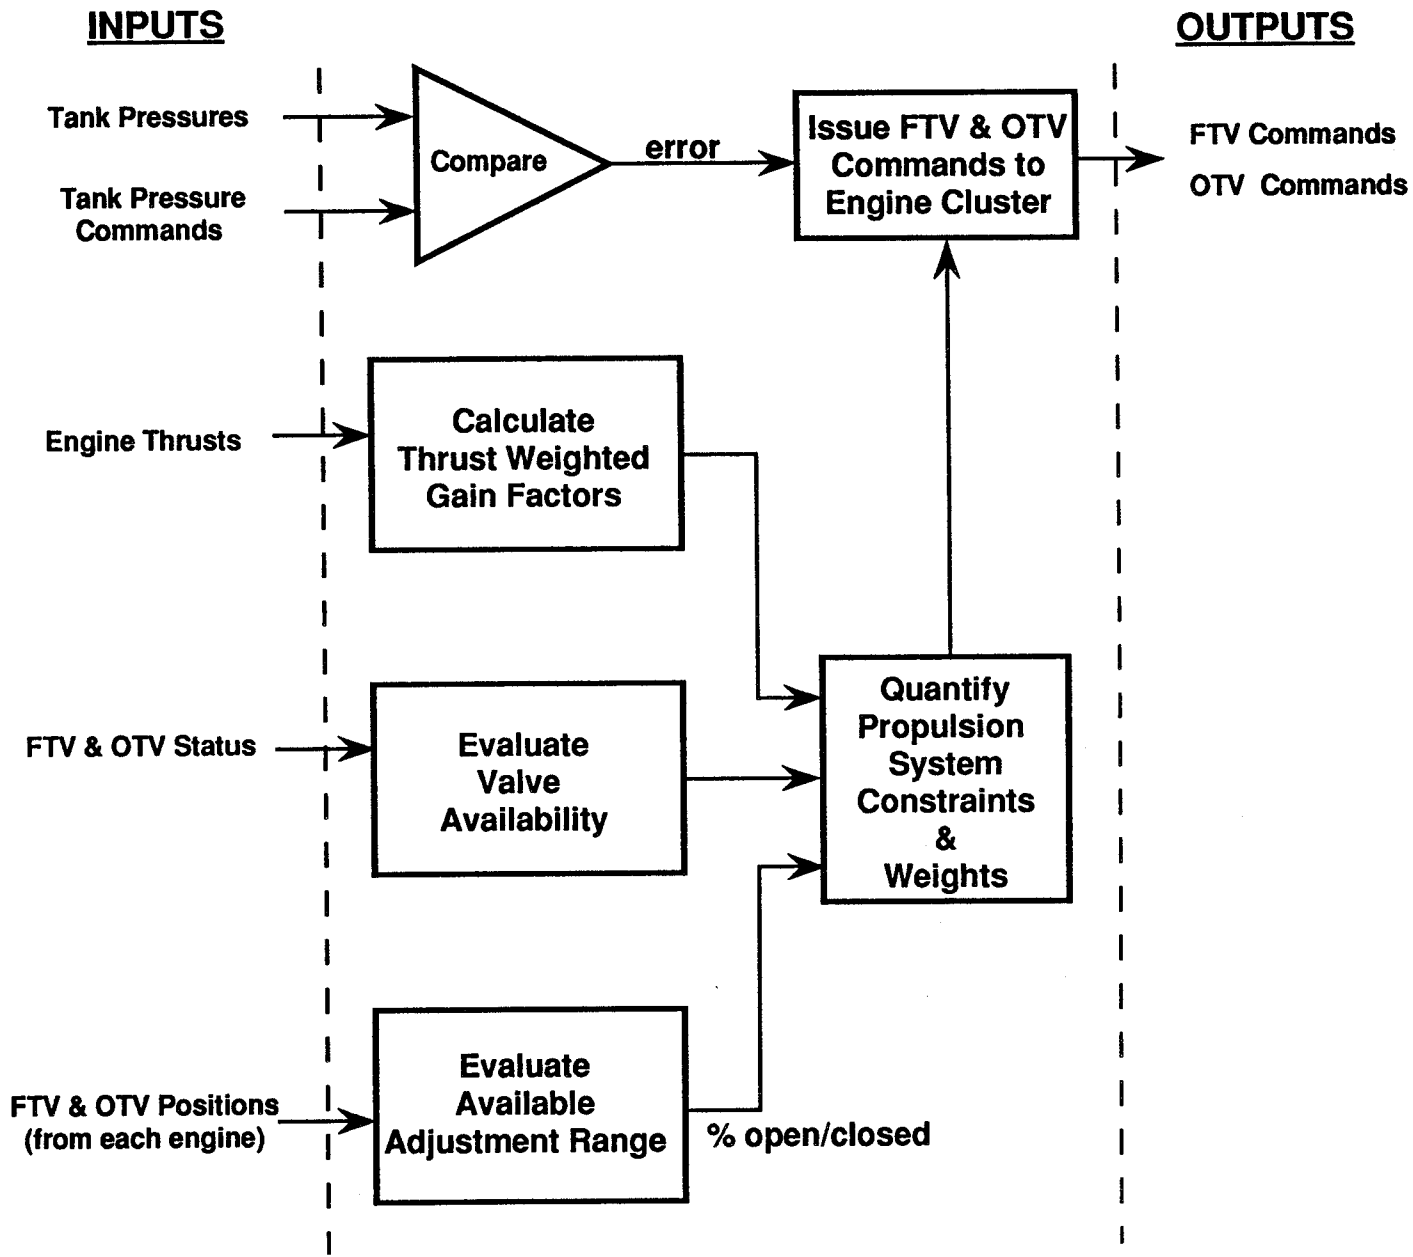 INPUTS
OUTPUTS
Tank Pressures
Tank Pressure
Commands
Compare
error
Issue FTV & OTV
Commands to
Engine Cluster
FTV Commands
OTV Commands
Engine Thrusts
Calculate
Thrust Weighted
Gain Factors
FTV & OTV Status
Evaluate
Valve
Availability
Quantify
Propulsion
System
Constraints
&
Weights
FTV & OTV Positions
(from each engine)
Evaluate
Available
Adjustment Range
% open/closed